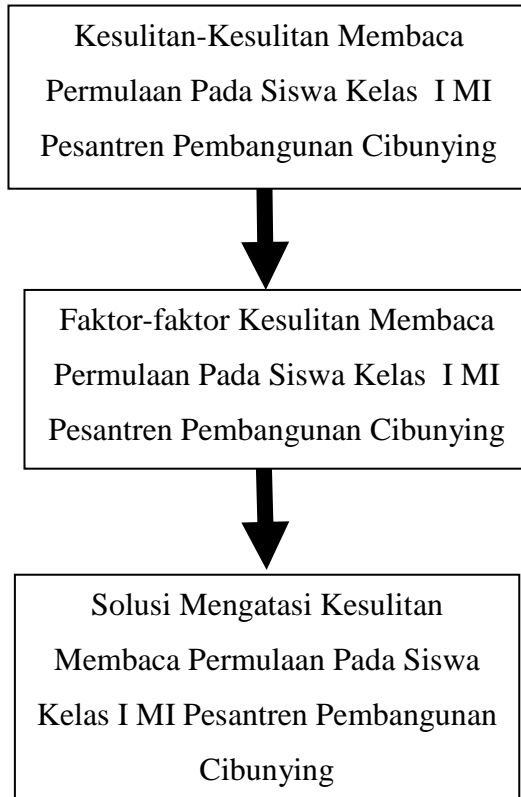 Kesulitan-Kesulitan Membaca
Permulaan Pada Siswa Kelas I MI
Pesantren Pembangunan Cibunying
Faktor-faktor Kesulitan Membaca
Permulaan Pada Siswa Kelas I MI
Pesantren Pembangunan Cibunying
Solusi Mengatasi Kesulitan
Membaca Permulaan Pada Siswa
Kelas I MI Pesantren Pembangunan
Cibunying